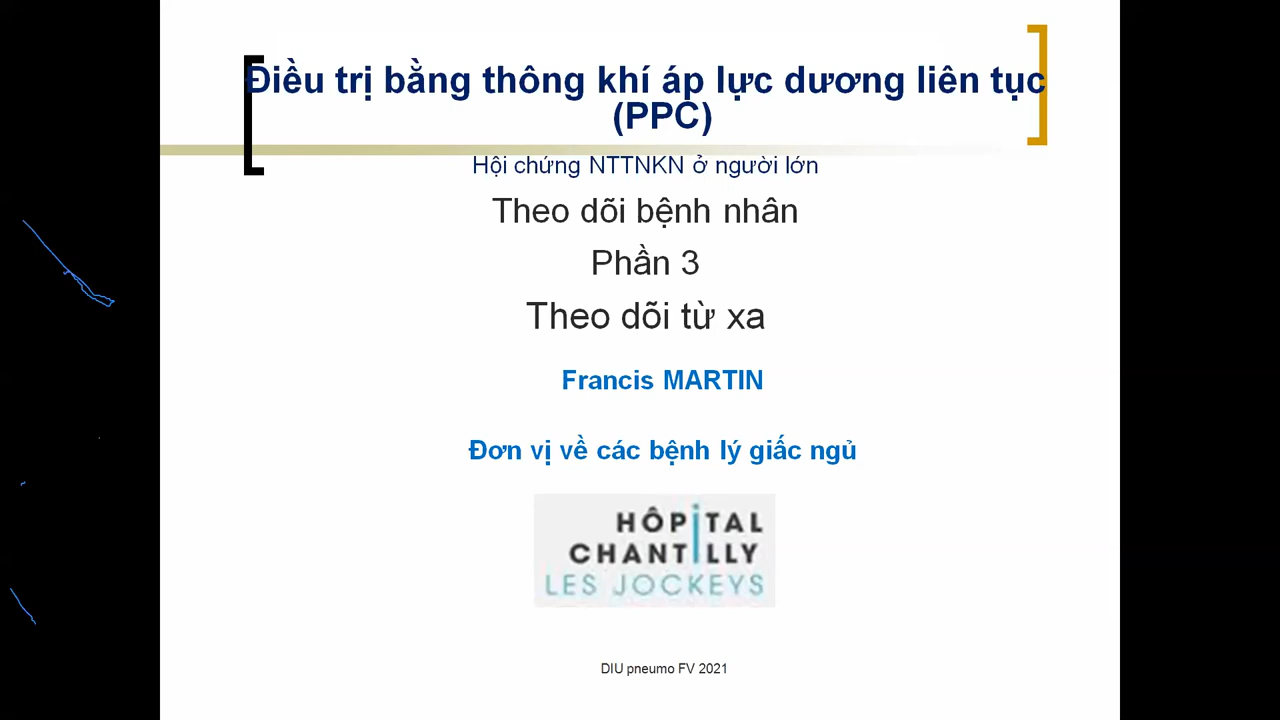 Điều trị bằng thông khí áp lực dương liên tục
(PPC)
Hội chứng NTTNKN ở người lớn
Theo dõi bệnh nhân
Phần 3
Theo dõi từ xa
Francis MARTIN
Đơn vị về các bệnh lý giấc ngủ
HÔPITAL
CHANTILLY
LES JOCKEYS
DIU pneumo FV 2021